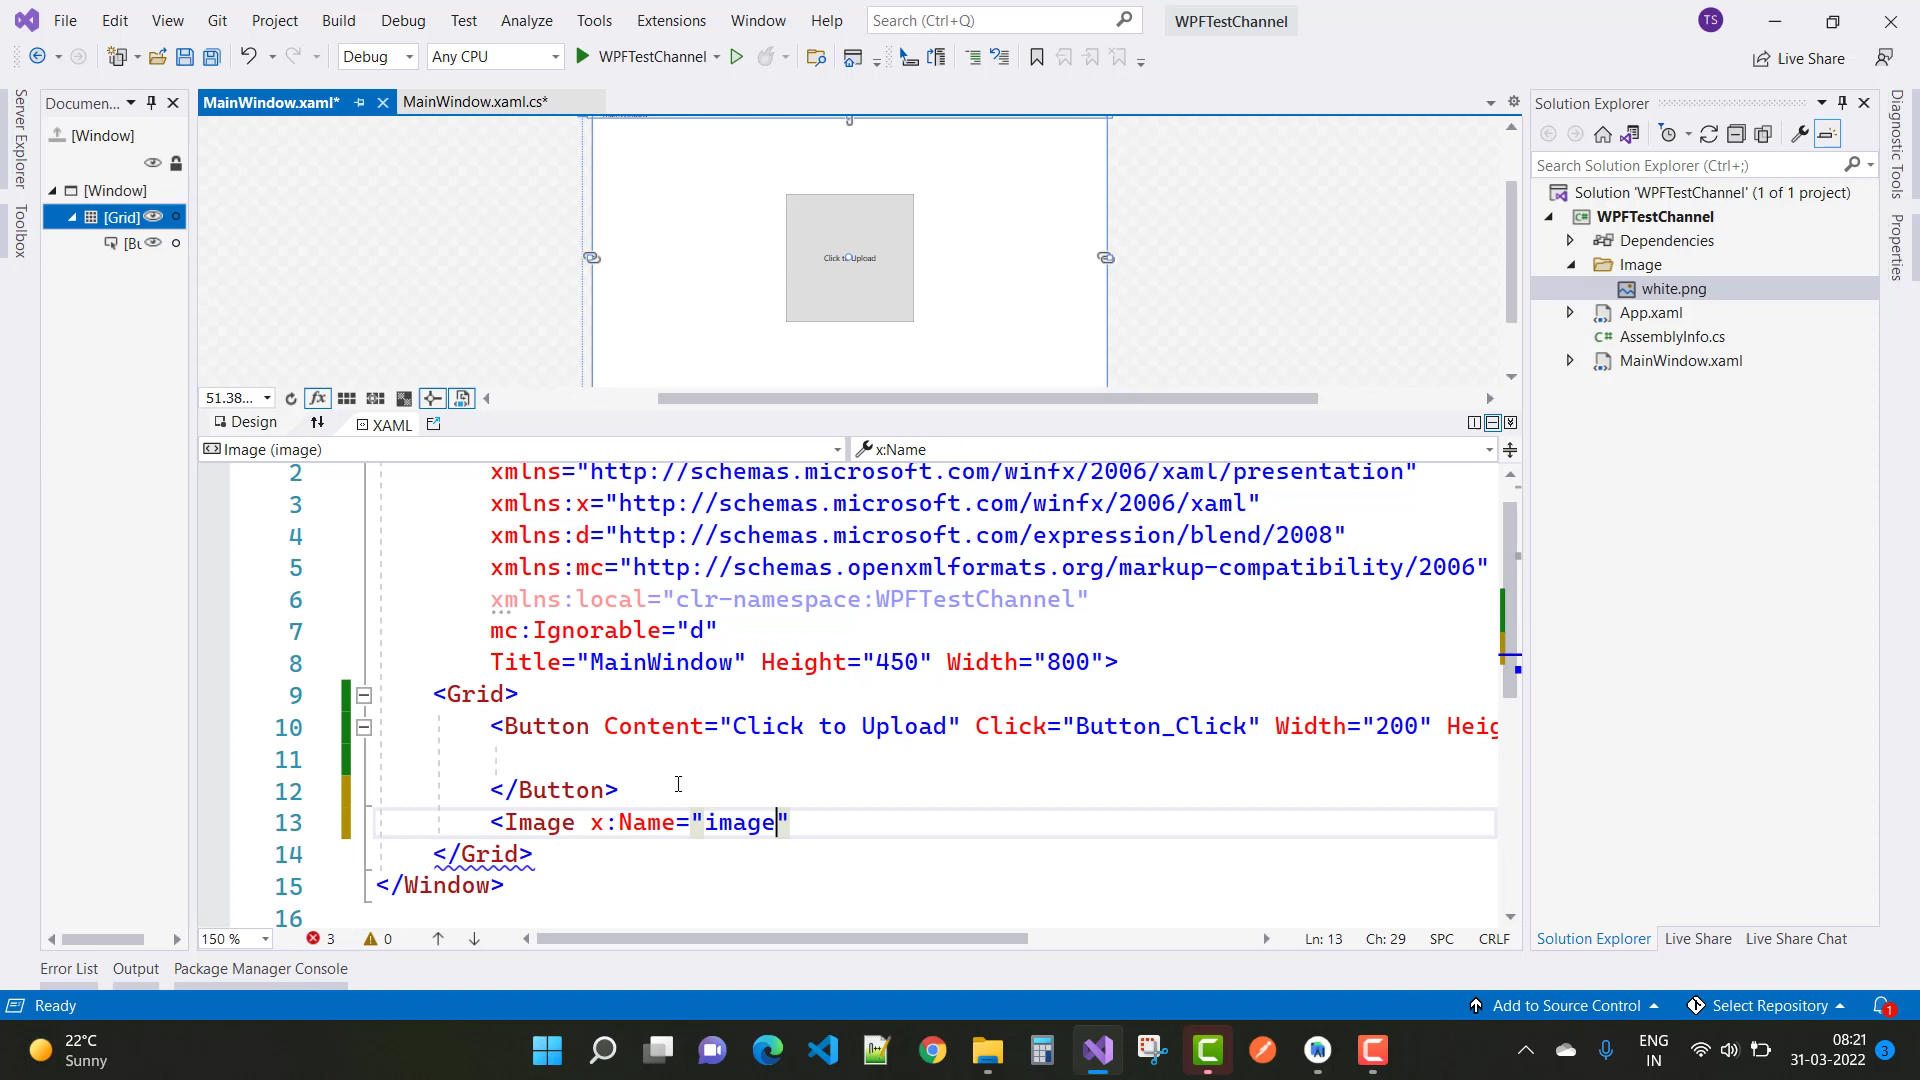 File Edit View Git Project Build Debug Test Analyze Tools Extensions Window Help Search (Ctrl+Q) WPFTestChannel TS
Debug Any CPU WPFTestChannel Live Share
Server Explorer
Toolbox
Documen...
[Window]
[Window]
[Grid]
MainWindow.xaml* MainWindow.xaml.cs*
Click to Upload
51.38...
Design XAML
Image (image) x:Name
2 xmlns="http://schemas.microsoft.com/winfx/2006/xaml/presentation"
3 xmlns:x="http://schemas.microsoft.com/winfx/2006/xaml"
4 xmlns:d="http://schemas.microsoft.com/expression/blend/2008"
5 xmlns:mc="http://schemas.openxmlformats.org/markup-compatibility/2006"
6 xmlns:local="clr-namespace:WPFTestChannel"
7 mc:Ignorable="d"
8 Title="MainWindow" Height="450" Width="800">
9 <Grid>
10 <Button Content="Click to Upload" Click="Button_Click" Width="200" Heig
11
12 </Button>
13 <Image x:Name="image"
14 </Grid>
15 </Window>
16
150 % 3 0 Ln: 13 Ch: 29 SPC CRLF
Solution Explorer
Search Solution Explorer (Ctrl+;)
Solution 'WPFTestChannel' (1 of 1 project)
WPFTestChannel
Dependencies
Image
white.png
App.xaml
AssemblyInfo.cs
MainWindow.xaml
Solution Explorer Live Share Live Share Chat
Diagnostic Tools
Properties
Error List Output Package Manager Console
Ready Add to Source Control Select Repository 1
22°C
Sunny
ENG
IN
08:21
31-03-2022
3